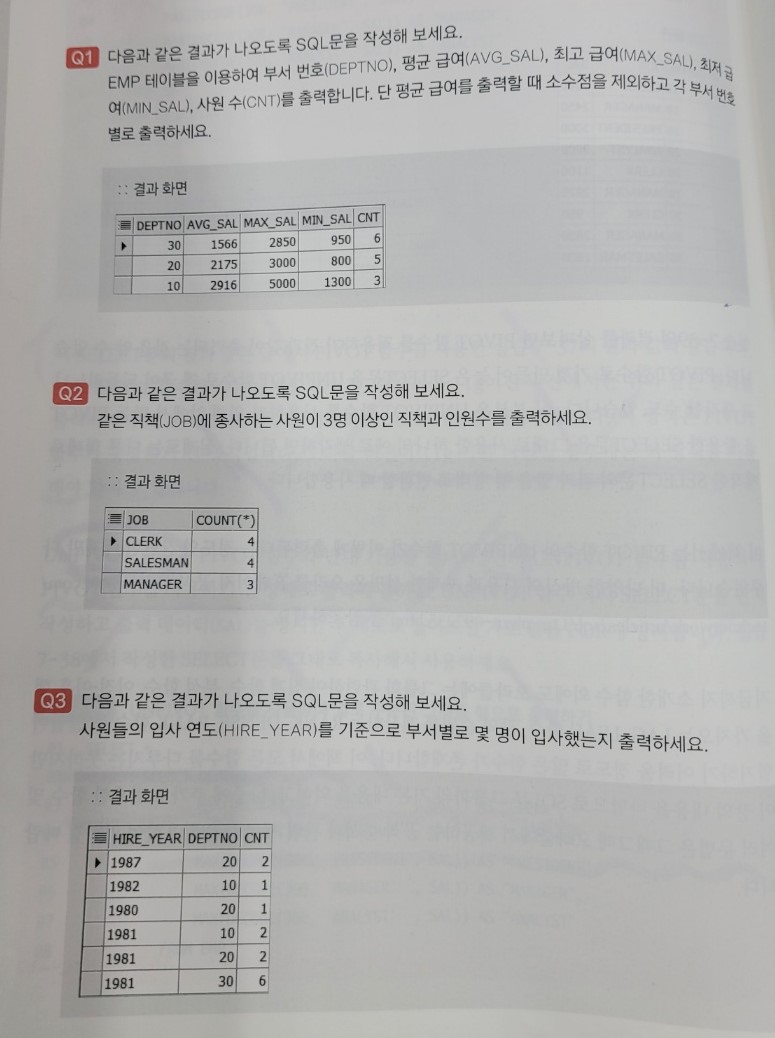 Q1 다음과 같은 결과가 나오도록 SQL문을 작성해 보세요.
EMP 테이블을 이용하여 부서 번호(DEPTNO), 평균 급여(AVG_SAL), 최고 급여(MAX_SAL), 최저 급
여(MIN_SAL), 사원 수(CNT)를 출력합니다. 단 평균 급여를 출력할 때 소수점을 제외하고 각 부서 번호
별로 출력하세요.
:: 결과 화면
DEPTNO AVG_SAL MAX_SAL MIN_SAL CNT
30 1566 2850 950 6
20 2175 3000 800 5
10 2916 5000 1300 3
Q2 다음과 같은 결과가 나오도록 SQL문을 작성해 보세요.
같은 직책(JOB)에 종사하는 사원이 3명 이상인 직책과 인원수를 출력하세요.
:: 결과 화면
JOB COUNT(*)
CLERK 4
SALESMAN 4
MANAGER 3
Q3 다음과 같은 결과가 나오도록 SQL문을 작성해 보세요.
사원들의 입사 연도(HIRE_YEAR)를 기준으로 부서별로 몇 명이 입사했는지 출력하세요.
:: 결과 화면
HIRE_YEAR DEPTNO CNT
1987 20 2
1982 10 1
1980 20 1
1981 10 2
1981 20 2
1981 30 6